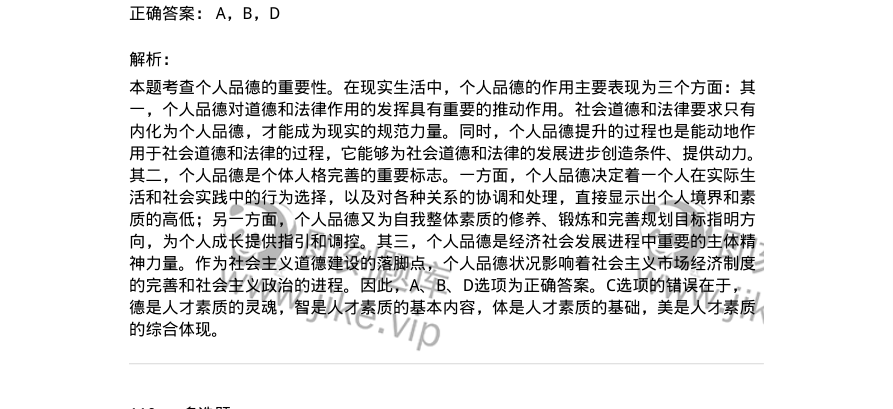 正确答案： A，B，D
解析：
本题考查个人品德的重要性。在现实生活中，个人品德的作用主要表现为三个方面：其
一，个人品德对道德和法律作用的发挥具有重要的推动作用。社会道德和法律要求只有
内化为个人品德，才能成为现实的规范力量。同时，个人品德提升的过程也是能动地作
用于社会道德和法律的过程，它能够为社会道德和法律的发展进步创造条件、提供动力。
其二，个人品德是个体人格完善的重要标志。一方面，个人品德决定着一个人在实际生
活和社会实践中的行为选择，以及对各种关系的协调和处理，直接显示出个人境界和素
质的高低；另一方面，个人品德又为自我整体素质的修养、锻炼和完善规划目标指明方
向，为个人成长提供指引和调控。其三，个人品德是经济社会发展进程中重要的主体精
神力量。作为社会主义道德建设的落脚点，个人品德状况影响着社会主义市场经济制度
的完善和社会主义政治的进程。因此，A、B、D选项为正确答案。C选项的错误在于，
德是人才素质的灵魂，智是人才素质的基本内容，体是人才素质的基础，美是人才素质
的综合体现。
即刻题库
www.jike.vip